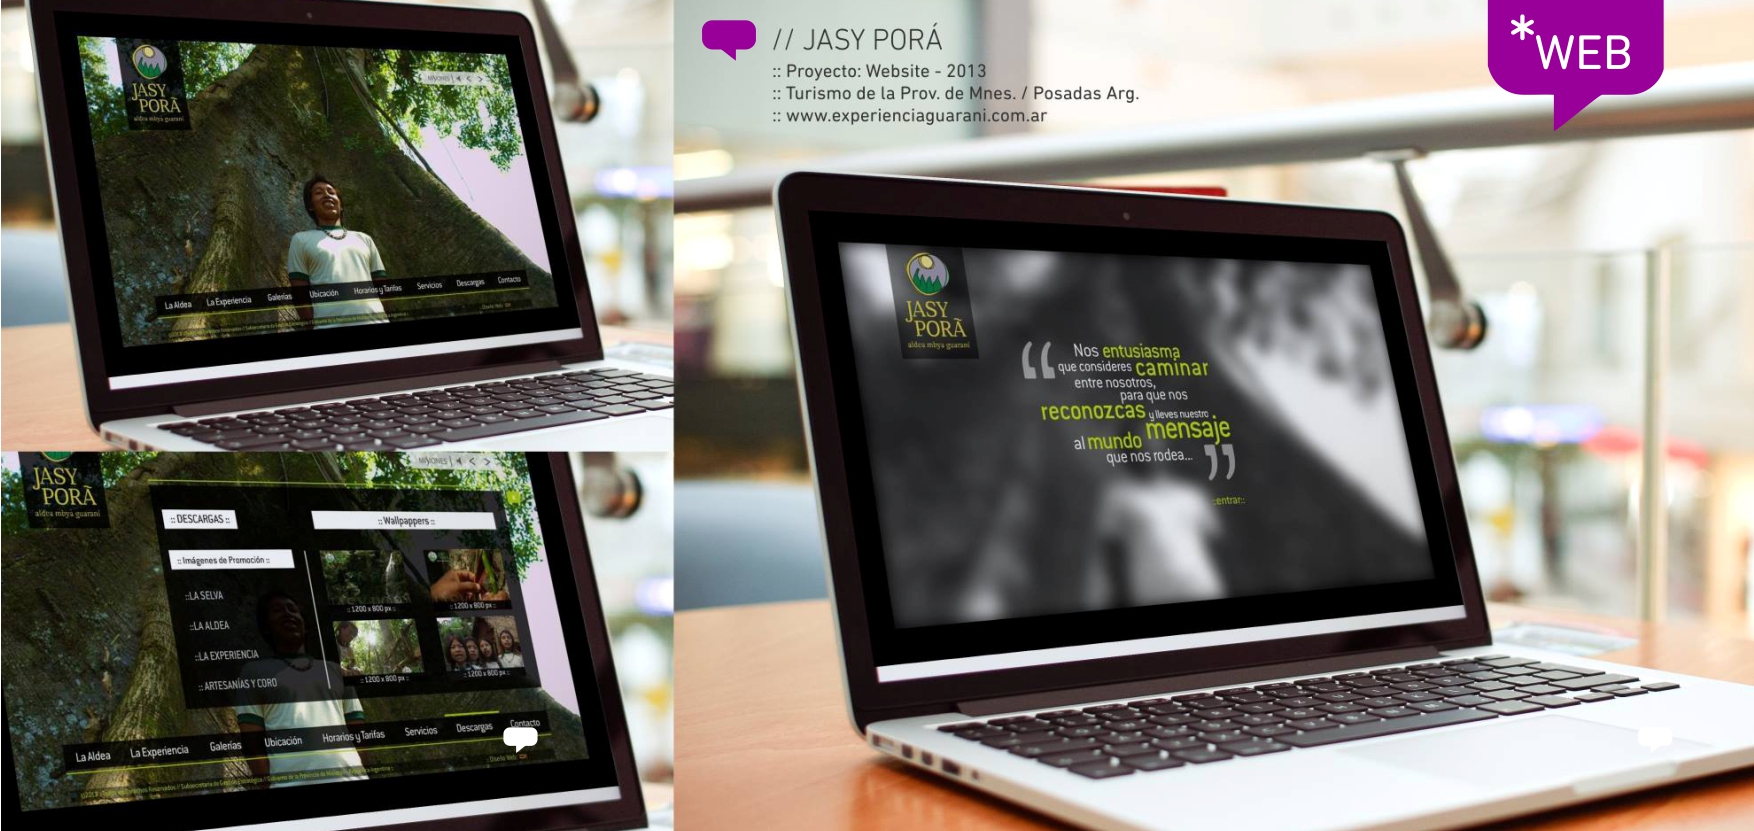 JASY
PORÃ
aldea mbya guaraní
MISIONES
La Aldea La Experiencia Galerías Ubicación Horarios y Tarifas Servicios Descargas Contacto
// JASY PORÁ
:: Proyecto: Website - 2013
:: Turismo de la Prov. de Mnes. / Posadas Arg.
:: www.experienciaguarani.com.ar
*WEB
JASY
PORÃ
aldea mbya guaraní
“ Nos entusiasma
que consideres caminar
entre nosotros,
para que nos
reconozcas y lleves nuestro
al mundo mensaje
que nos rodea... ”
::entrar::
JASY
PORÃ
aldea mbya guaraní
MISIONES
:: DESCARGAS ::
:: Wallpappers ::
:: Imágenes de Promoción ::
::LA SELVA
::LA ALDEA
::LA EXPERIENCIA
:: ARTESANÍAS Y CORO
:: 1200 x 800 px ::
:: 1200 x 800 px ::
:: 1200 x 800 px ::
:: 1200 x 800 px ::
La Aldea La Experiencia Galerías Ubicación Horarios y Tarifas Servicios Descargas Contacto
:: Diseño Web